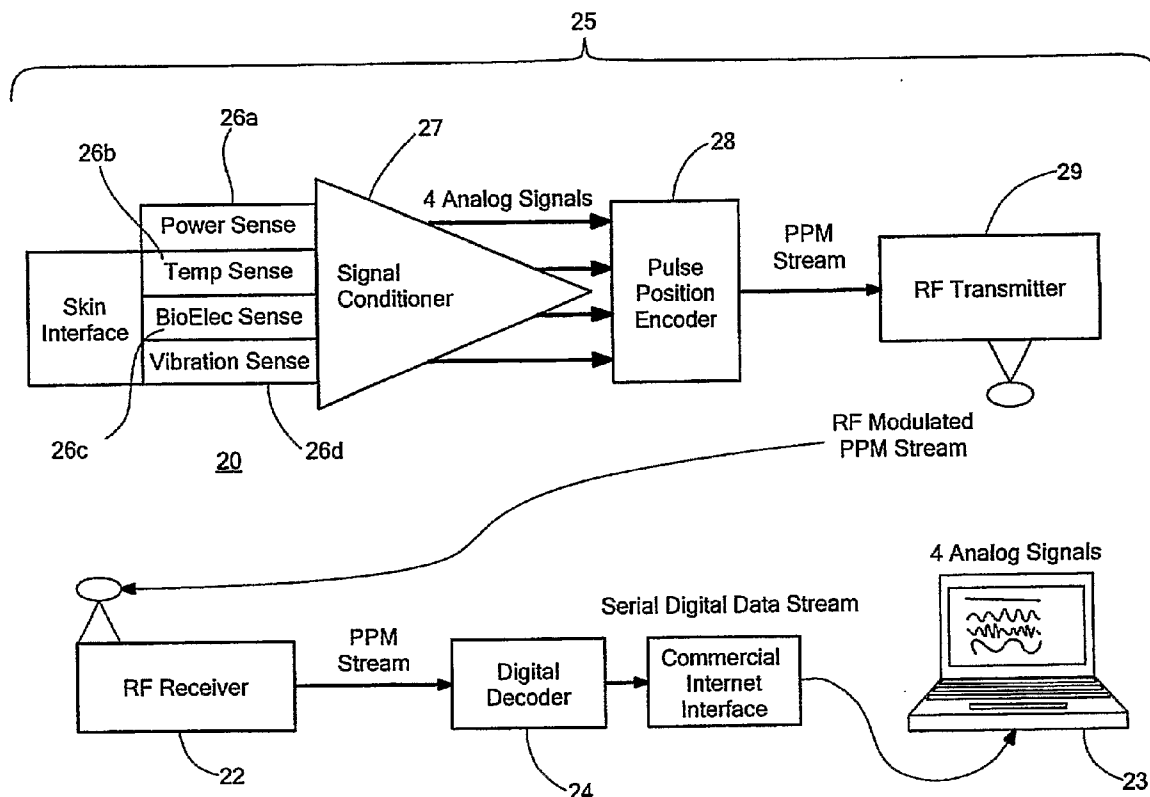 25
26a
27
26b
28
29
4 Analog Signals
Power Sense
PPM
Stream
Temp Sense
Skin
Interface
Signal
Conditioner
Pulse
Position
Encoder
RF Transmitter
BioElec Sense
Vibration Sense
26c
20
26d
RF Modulated
PPM Stream
4 Analog Signals
Serial Digital Data Stream
PPM
Stream
RF Receiver
Digital
Decoder
Commercial
Internet
Interface
22
24
23